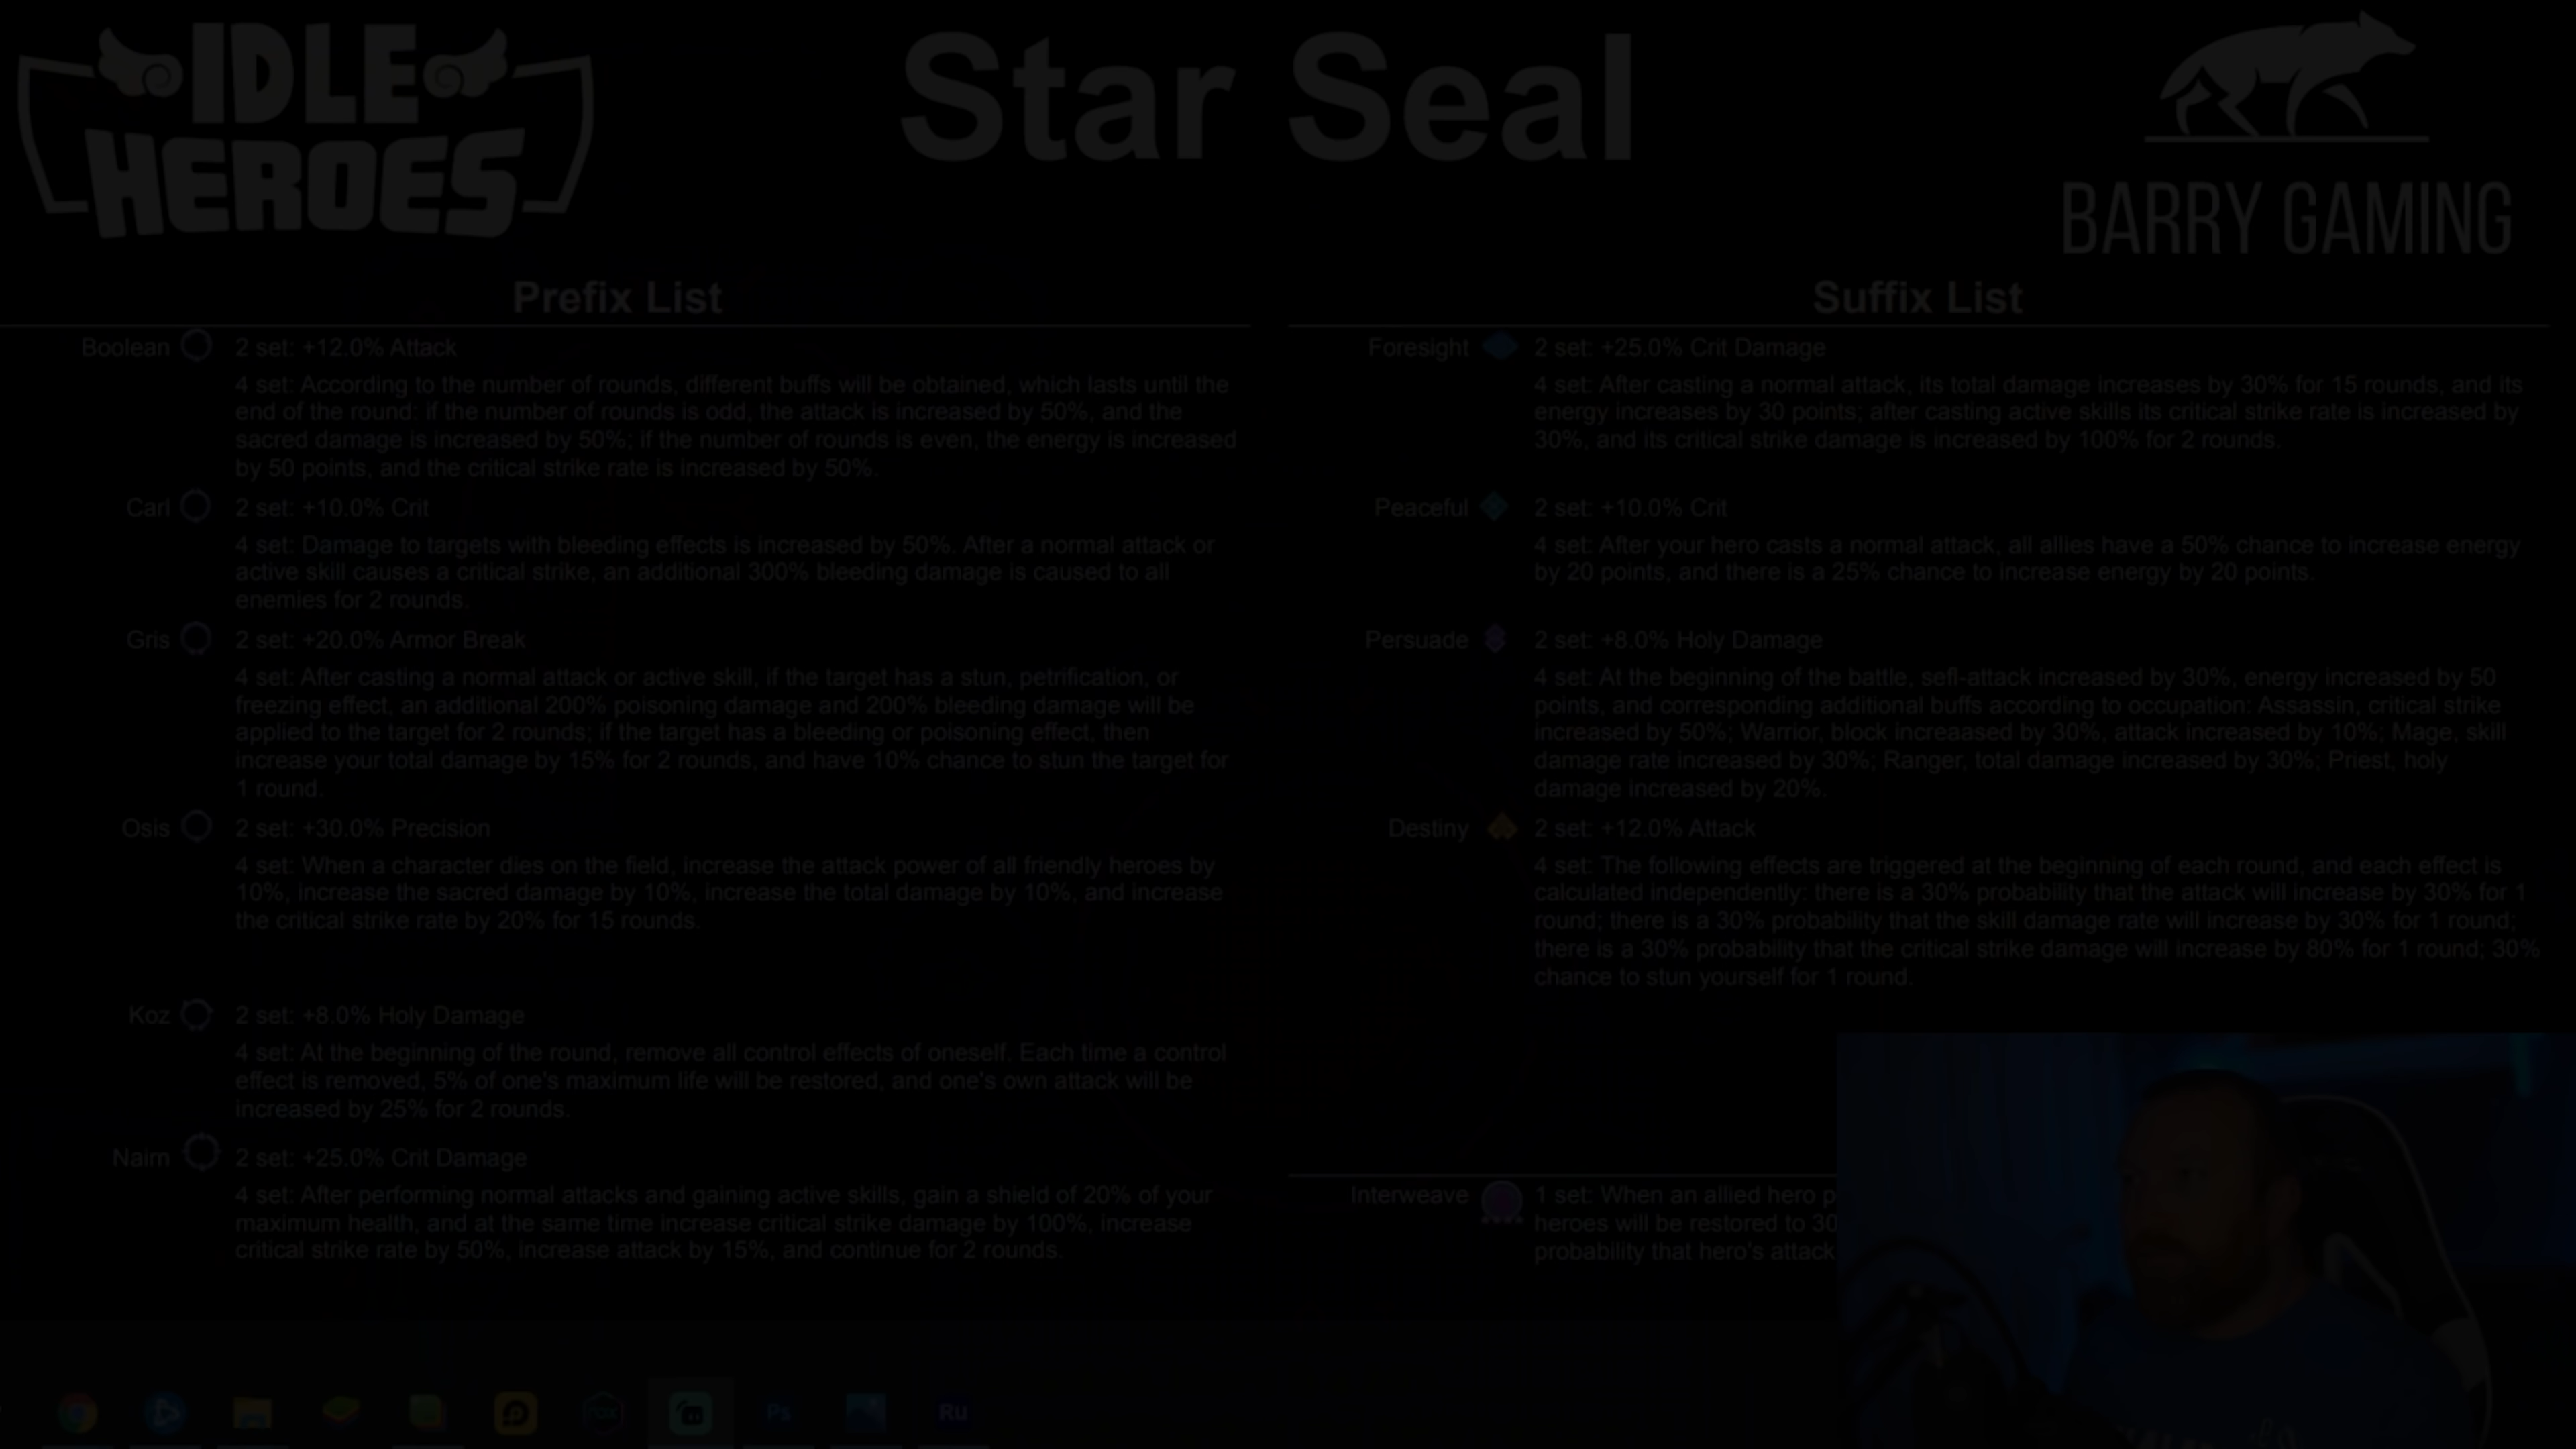 IDLE
HEROES
Star Seal
BARRY GAMING
Prefix List
Boolean 2 set: +12.0% Attack
4 set: According to the number of rounds, different buffs will be obtained, which lasts until the
end of the round: if the number of rounds is odd, the attack is increased by 50%, and the
sacred damage is increased by 50%; if the number of rounds is even, the energy is increased
by 50 points, and the critical strike rate is increased by 50%.
Carl 2 set: +10.0% Crit
4 set: Damage to targets with bleeding effects is increased by 50%. After a normal attack or
active skill causes a critical strike, an additional 300% bleeding damage is caused to all
enemies for 2 rounds.
Gris 2 set: +20.0% Armor Break
4 set: After casting a normal attack or active skill, if the target has a stun, petrification, or
freezing effect, an additional 200% poisoning damage and 200% bleeding damage will be
applied to the target for 2 rounds; if the target has a bleeding or poisoning effect, then
increase your total damage by 15% for 2 rounds, and have 10% chance to stun the target for
1 round.
Osis 2 set: +30.0% Precision
4 set: When a character dies on the field, increase the attack power of all friendly heroes by
10%, increase the sacred damage by 10%, increase the total damage by 10%, and increase
the critical strike rate by 20% for 15 rounds.
Koz 2 set: +8.0% Holy Damage
4 set: At the beginning of the round, remove all control effects of oneself. Each time a control
effect is removed, 5% of one's maximum life will be restored, and one's own attack will be
increased by 25% for 2 rounds.
Naim 2 set: +25.0% Crit Damage
4 set: After performing normal attacks and gaining active skills, gain a shield of 20% of your
maximum health, and at the same time increase critical strike damage by 100%, increase
critical strike rate by 50%, increase attack by 15%, and continue for 2 rounds.
Suffix List
Foresight 2 set: +25.0% Crit Damage
4 set: After casting a normal attack, its total damage increases by 30% for 15 rounds, and its
energy increases by 30 points; after casting active skills its critical strike rate is increased by
30%, and its critical strike damage is increased by 100% for 2 rounds.
Peaceful 2 set: +10.0% Crit
4 set: After your hero casts a normal attack, all allies have a 50% chance to increase energy
by 20 points, and there is a 25% chance to increase energy by 20 points.
Persuade 2 set: +8.0% Holy Damage
4 set: At the beginning of the battle, sefl-attack increased by 30%, energy increased by 50
points, and corresponding additional buffs according to occupation: Assassin, critical strike
increased by 50%; Warrior, block increaased by 30%, attack increased by 10%; Mage, skill
damage rate increased by 30%; Ranger, total damage increased by 30%; Priest, holy
damage increased by 20%.
Destiny 2 set: +12.0% Attack
4 set: The following effects are triggered at the beginning of each round, and each effect is
calculated independently: there is a 30% probability that the attack will increase by 30% for 1
round; there is a 30% probability that the skill damage rate will increase by 30% for 1 round;
there is a 30% probability that the critical strike damage will increase by 80% for 1 round; 30%
chance to stun yourself for 1 round.
Interweave 1 set: When an allied hero p
heroes will be restored to 30
probability that hero's attack
Ps
Ru